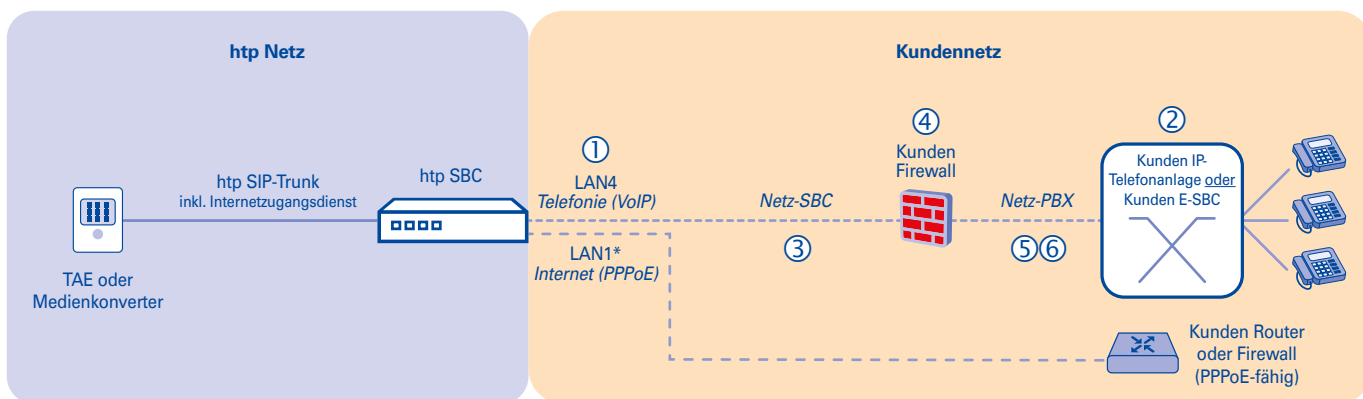 htp Netz
Kundennetz
htp SIP-Trunk
inkl. Internetzugangsdienst
htp SBC
TAE oder
Medienkonverter
①
LAN4
Telefonie (VoIP)
LAN1*
Internet (PPPoE)
Netz-SBC
③
④
Kunden
Firewall
Netz-PBX
⑤⑥
②
Kunden IP-
Telefonanlage oder
Kunden E-SBC
Kunden Router
oder Firewall
(PPPoE-fähig)